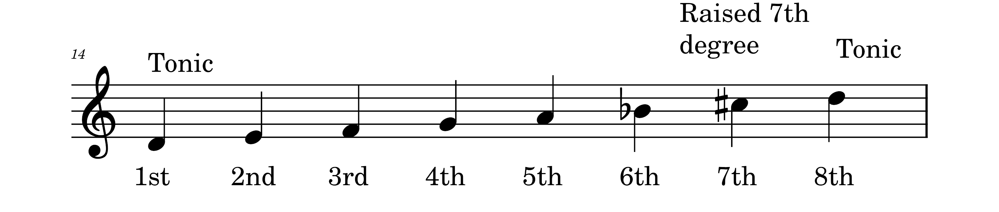 Raised 7th
degree
Tonic
14
Tonic
1st 2nd 3rd 4th 5th 6th 7th 8th